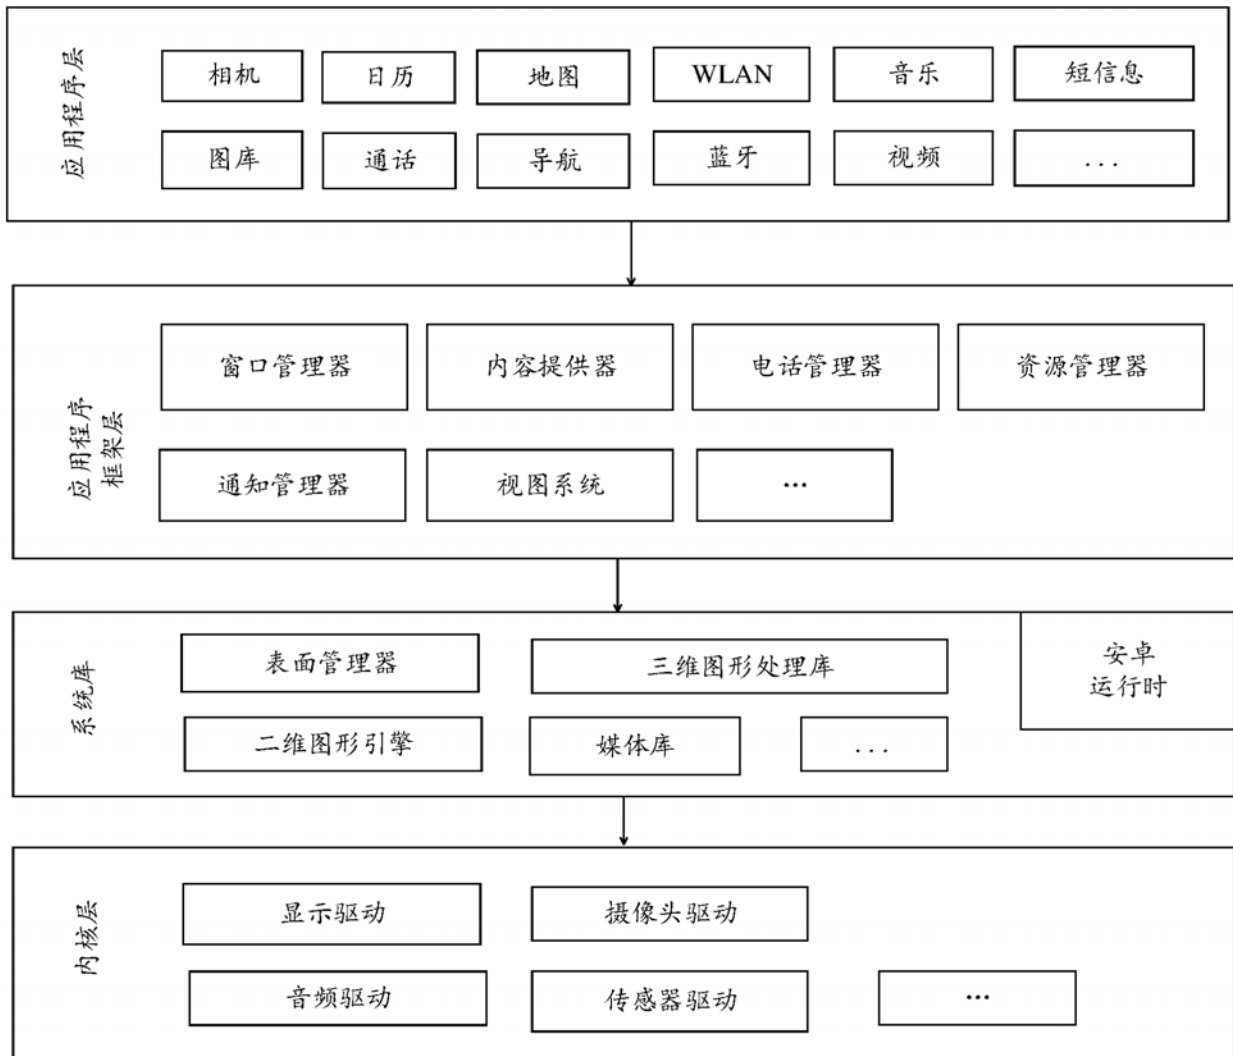 应用程序层
相机
日历
地图
WLAN
音乐
短信息
图库
通话
导航
蓝牙
视频
...
应用程序
框架层
窗口管理器
内容提供器
电话管理器
资源管理器
通知管理器
视图系统
...
系统库
表面管理器
三维图形处理库
安卓
运行时
二维图形引擎
媒体库
...
内核层
显示驱动
摄像头驱动
音频驱动
传感器驱动
...